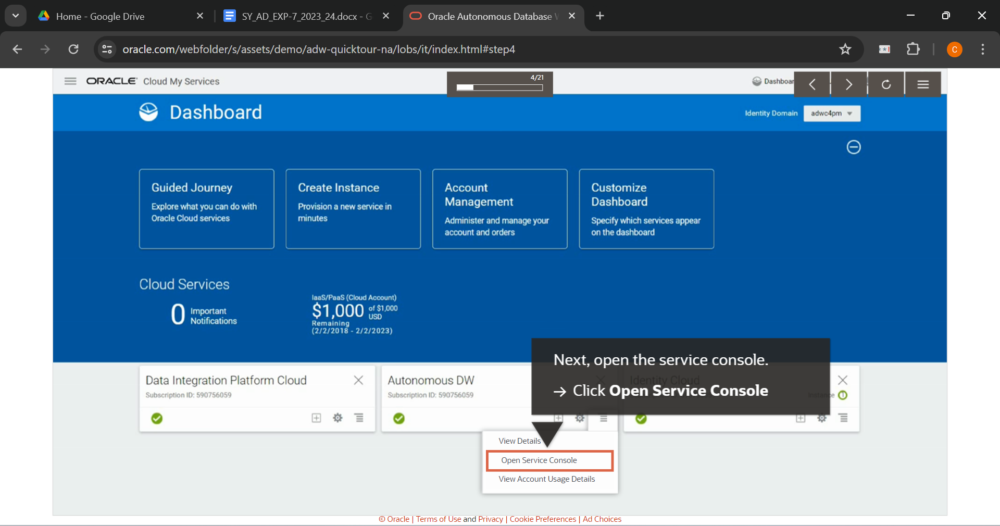 Home - Google Drive
SY_AD_EXP-7_2023_24.docx - G
Oracle Autonomous Database W
oracle.com/webfolder/s/assets/demo/adw-quicktour-na/lobs/it/index.html#step4
C
ORACLE Cloud My Services
4/21
Dashboar
Dashboard
Identity Domain
adwc4pm
Guided Journey
Explore what you can do with
Oracle Cloud services
Create Instance
Provision a new service in
minutes
Account
Management
Administer and manage your
account and orders
Customize
Dashboard
Specify which services appear
on the dashboard
Cloud Services
0 Important
Notifications
IaaS/PaaS (Cloud Account)
$1,000 of $1,000
USD
Remaining
(2/2/2018 - 2/2/2023)
Next, open the service console.
→ Click Open Service Console
Data Integration Platform Cloud
Subscription ID: 590756059
Autonomous DW
Subscription ID: 590756059
Identity Cloud
Instance 1
View Details
Open Service Console
View Account Usage Details
© Oracle | Terms of Use and Privacy | Cookie Preferences | Ad Choices